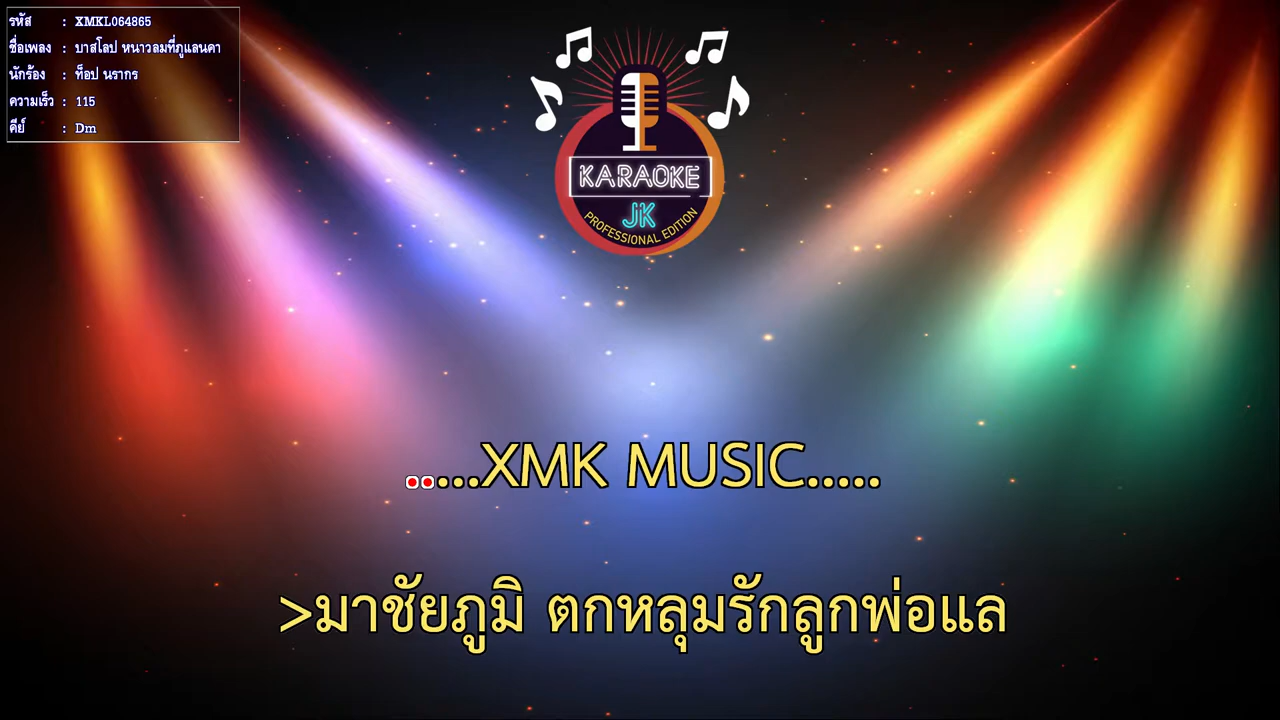 รหัส : XMKL064865
ชื่อเพลง : บาสโลป หนาวลมที่ภูแลนคา
นักร้อง : ท็อป นรากร
ความเร็ว : 115
คีย์ : Dm
KARAOKE
JK
PROFESSIONAL EDITION
.....XMK MUSIC.....
>มาชัยภูมิ ตกหลุมรักลูกพ่อแล